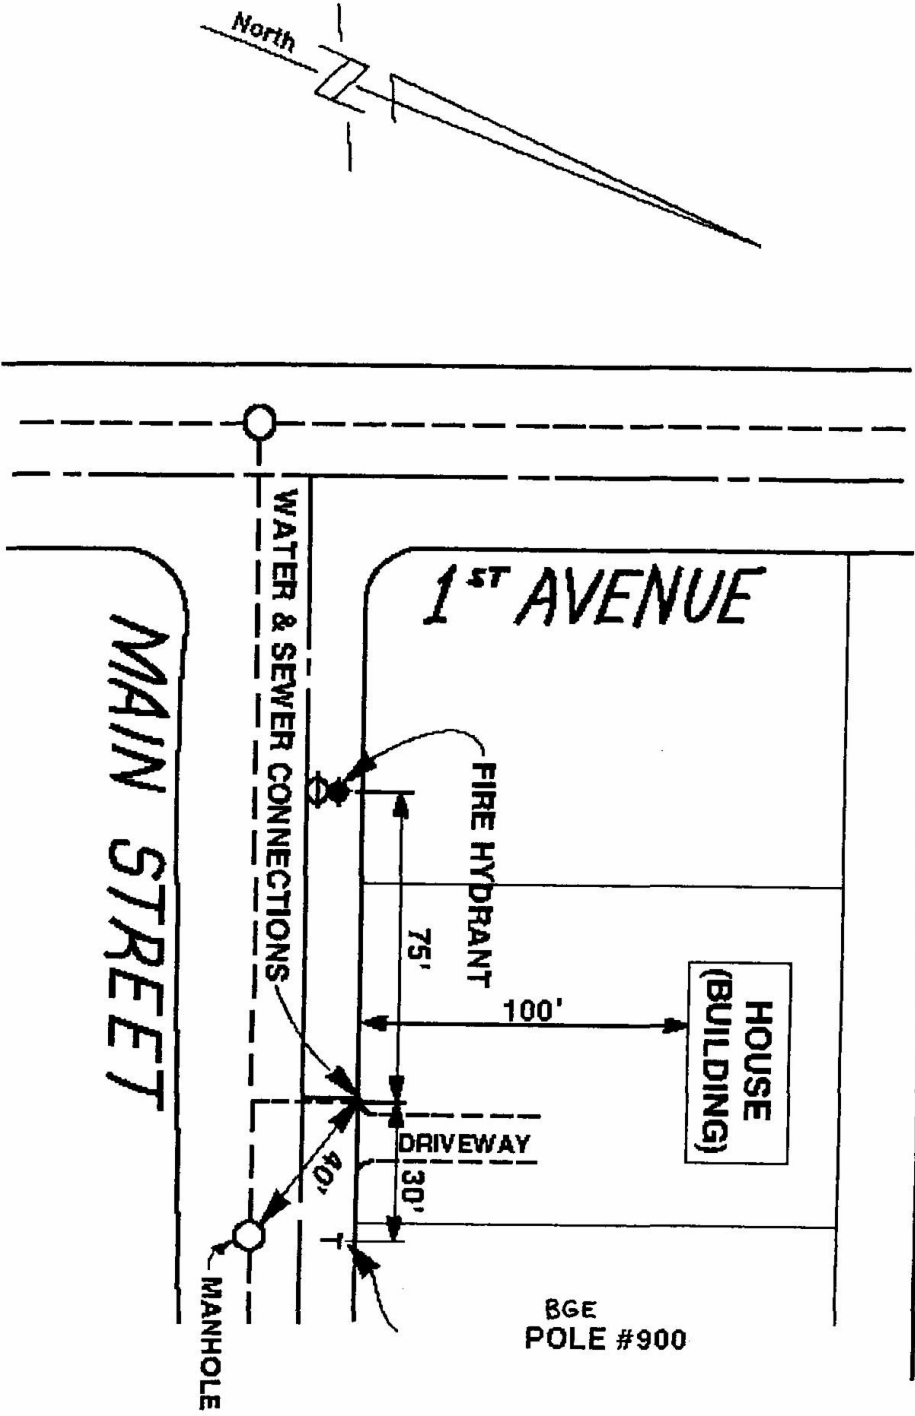 North
1ST AVENUE
WATER & SEWER CONNECTIONS
MAIN STREET
FIRE HYDRANT
75'
100'
HOUSE
(BUILDING)
DRIVEWAY
40'
30'
T
MANHOLE
BGE
POLE #900